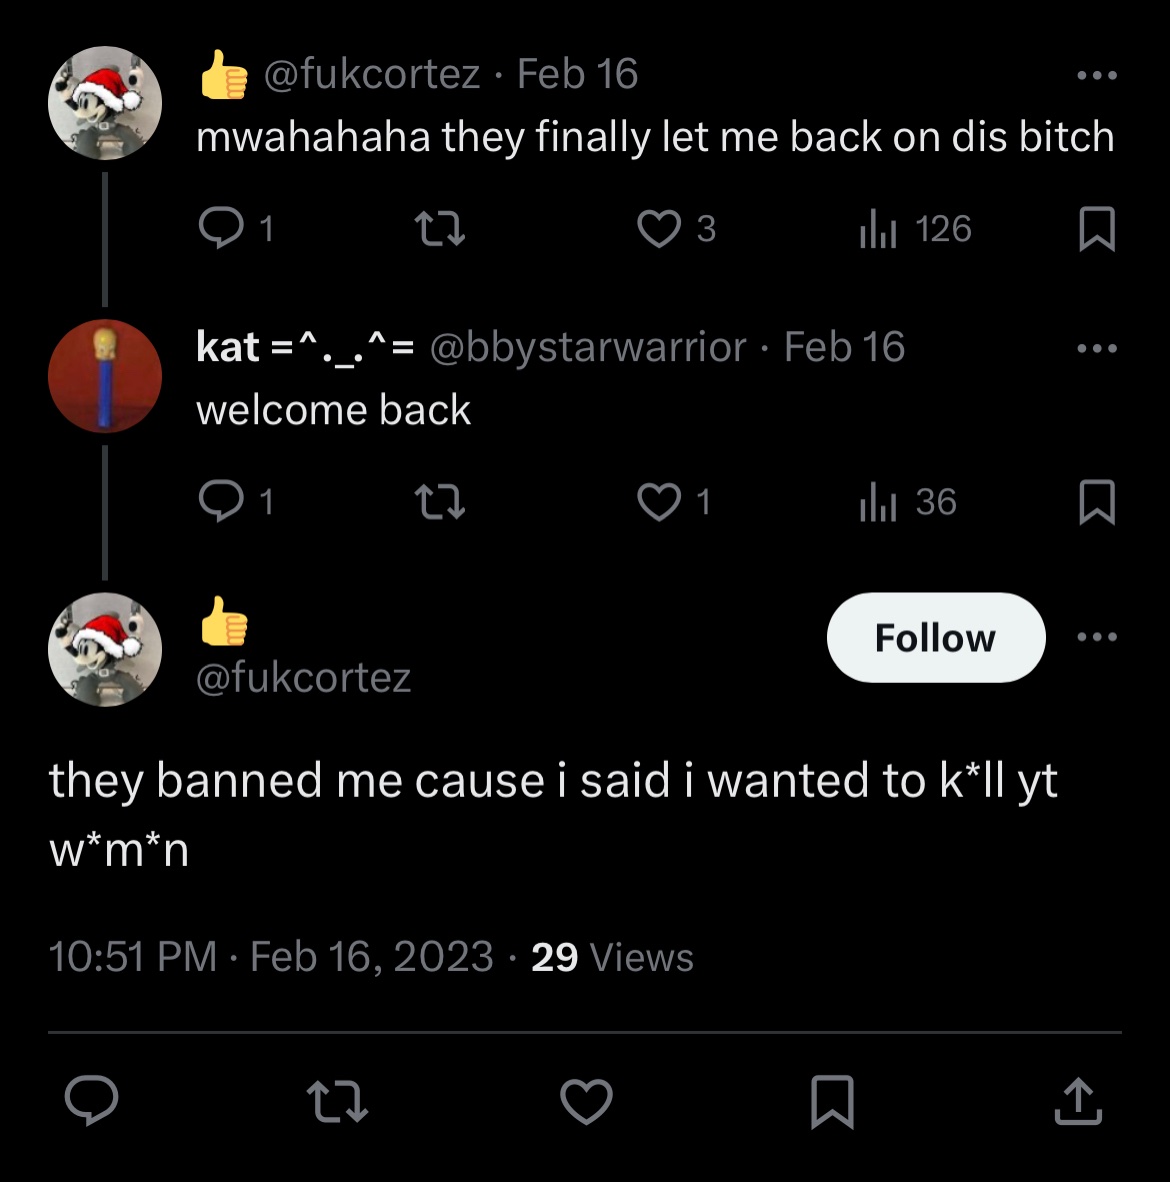 👍 @fukcortez · Feb 16
mwahahaha they finally let me back on dis bitch
1 3 126
kat =^._.^= @bbystarwarrior · Feb 16
welcome back
1 1 36
👍
Follow
@fukcortez
they banned me cause i said i wanted to k*ll yt
w*m*n
10:51 PM · Feb 16, 2023 · 29 Views